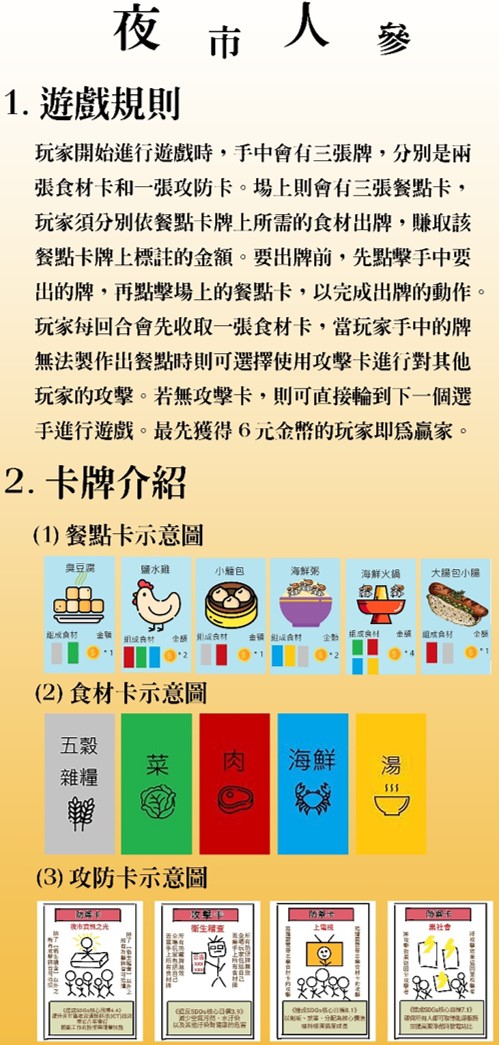 夜市人參
1. 遊戲規則
玩家開始進行遊戲時，手中會有三張牌，分別是兩
張食材卡和一張攻防卡。場上則會有三張餐點卡，
玩家須分別依餐點卡牌上所需的食材出牌，賺取該
餐點卡牌上標註的金額。要出牌前，先點擊手中要
出的牌，再點擊場上的餐點卡，以完成出牌的動作。
玩家每回合會先收取一張食材卡，當玩家手中的牌
無法製作出餐點時則可選擇使用攻擊卡進行對其他
玩家的攻擊。若無攻擊卡，則可直接輪到下一個選
手進行遊戲。最先獲得 6 元金幣的玩家即爲贏家。
2. 卡牌介紹
(1) 餐點卡示意圖
臭豆腐
組成食材 金額
*1
鹽水雞
組成食材 金額
*2
小籠包
組成食材 金額
*1
海鮮粥
組成食材 金額
*2
海鮮火鍋
組成食材 金額
*4
大腸包小腸
組成食材 金額
*1
(2) 食材卡示意圖
五穀
雜糧
菜
肉
海鮮
湯
(3) 攻防卡示意圖
防禦卡
夜市宣揚之光
攻擊卡
衛生稽查
防禦卡
上電視
防禦卡
黑社會